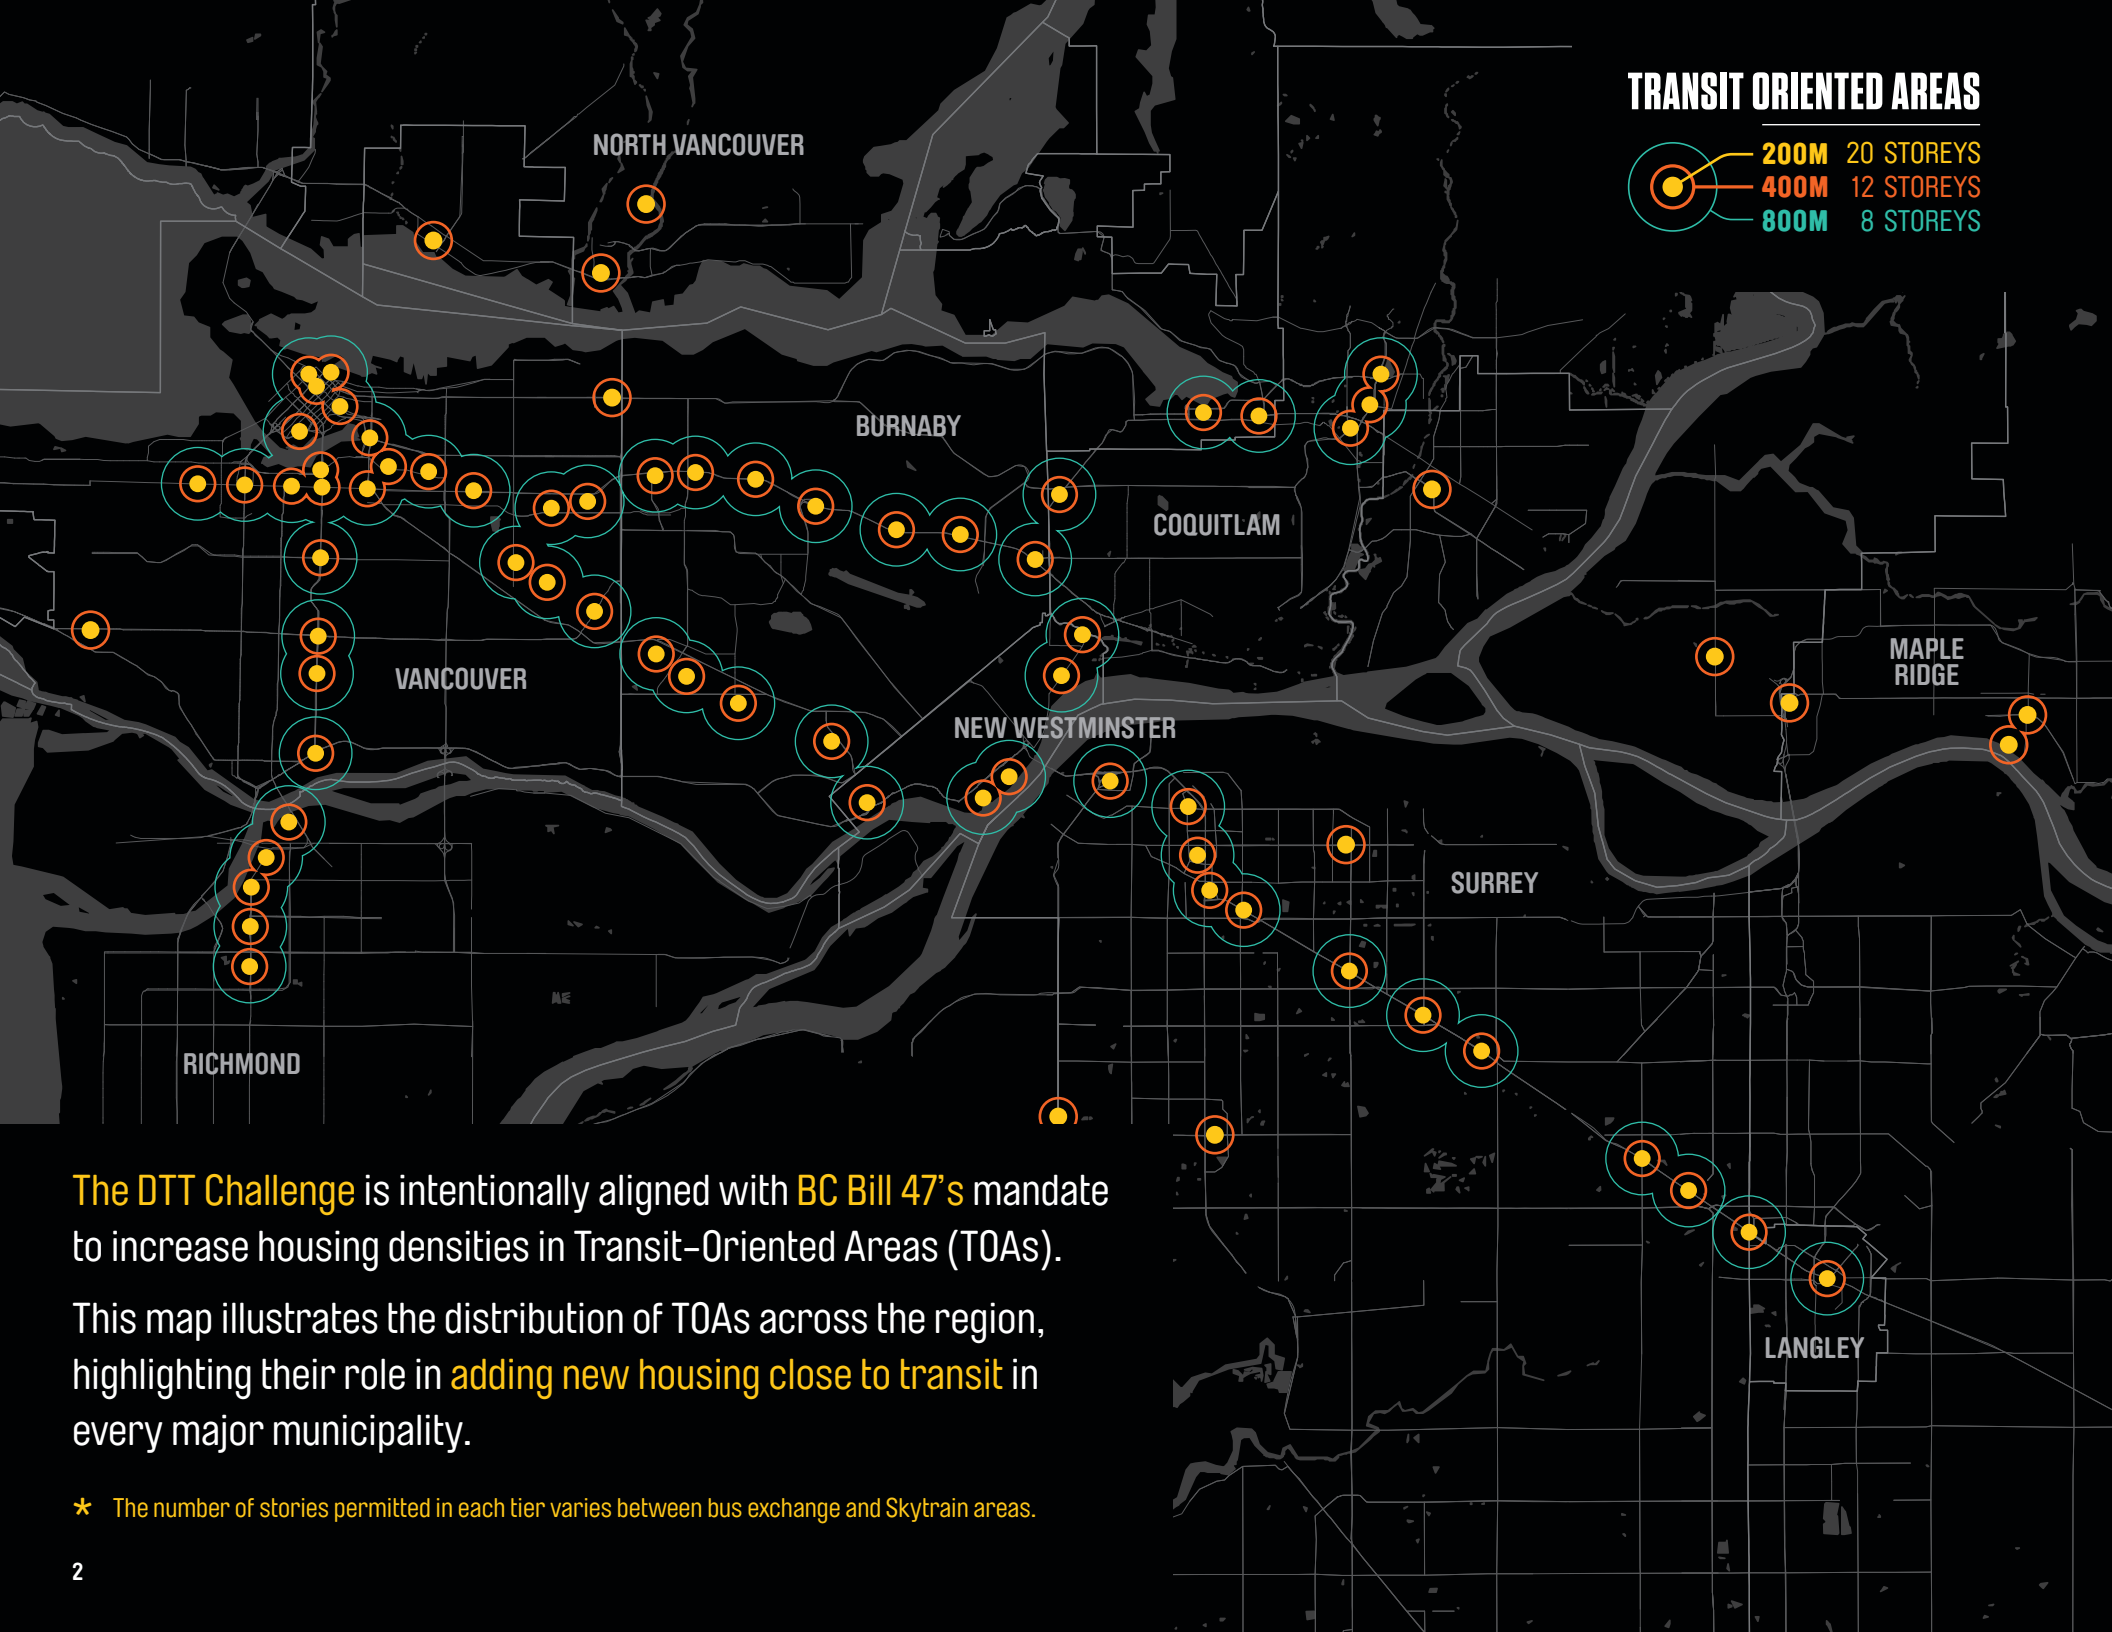 TRANSIT ORIENTED AREAS
200M 20 STOREYS
400M 12 STOREYS
800M 8 STOREYS
NORTH VANCOUVER
BURNABY
COQUITLAM
MAPLE
RIDGE
VANCOUVER
NEW WESTMINSTER
SURREY
RICHMOND
LANGLEY
The DTT Challenge is intentionally aligned with BC Bill 47’s mandate
to increase housing densities in Transit-Oriented Areas (TOAs).
This map illustrates the distribution of TOAs across the region,
highlighting their role in adding new housing close to transit in
every major municipality.
* The number of stories permitted in each tier varies between bus exchange and Skytrain areas.
2